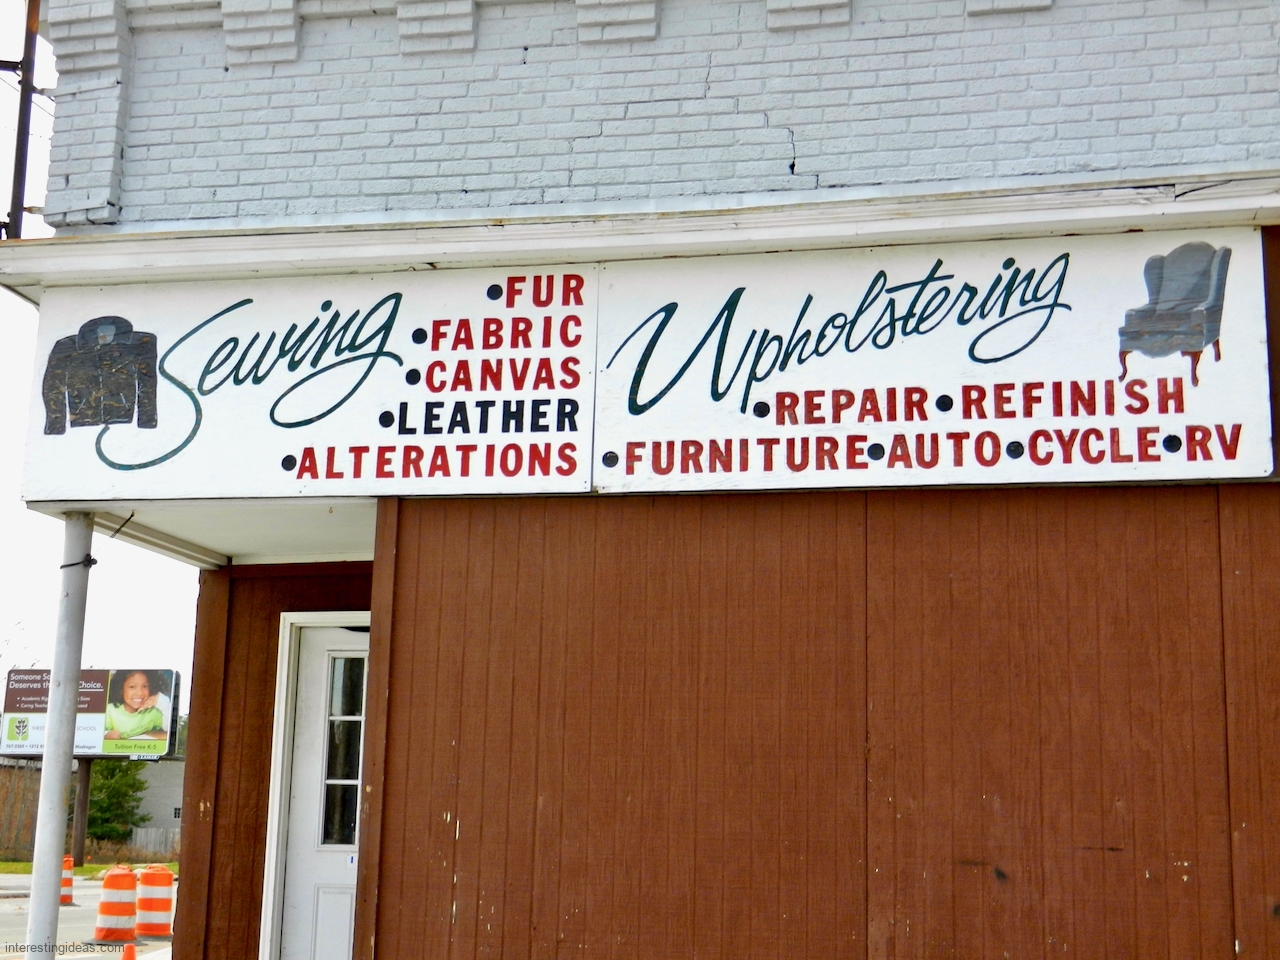 Sewing
•FUR
•FABRIC
•CANVAS
•LEATHER
•ALTERATIONS
Upholstering
•REPAIR•REFINISH
•FURNITURE•AUTO•CYCLE•RV
Someone
Deserves Choice.
Tuition Free K-5
interestingideas.com